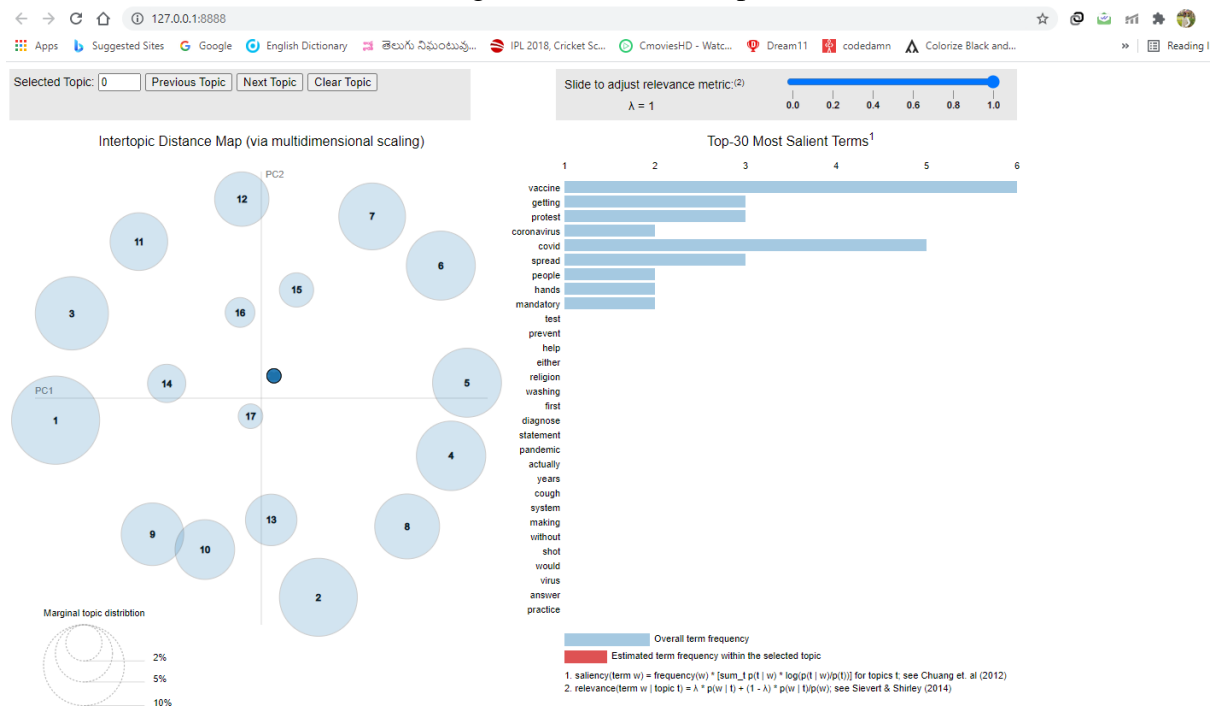 127.0.0.1:8888
Apps Suggested Sites Google English Dictionary తెలుగు నిఘంటువు... IPL 2018, Cricket Sc... CmoviesHD - Watc... Dream11 codedamn Colorize Black and... » Reading l
Selected Topic: 0 Previous Topic Next Topic Clear Topic
Slide to adjust relevance metric:(2)
λ = 1
0.0 0.2 0.4 0.6 0.8 1.0
Intertopic Distance Map (via multidimensional scaling)
PC2
12
7
11
6
15
3
16
14
5
PC1
1
17
4
13
8
9
10
2
Marginal topic distribtion
2%
5%
10%
Top-30 Most Salient Terms1
1 2 3 4 5 6
vaccine
getting
protest
coronavirus
covid
spread
people
hands
mandatory
test
prevent
help
either
religion
washing
first
diagnose
statement
pandemic
actually
years
cough
system
making
without
shot
would
virus
answer
practice
Overall term frequency
Estimated term frequency within the selected topic
1. saliency(term w) = frequency(w) * [sum_t p(t | w) * log(p(t | w)/p(t))] for topics t; see Chuang et. al (2012)
2. relevance(term w | topic t) = λ * p(w | t) + (1 - λ) * p(w | t)/p(w); see Sievert & Shirley (2014)